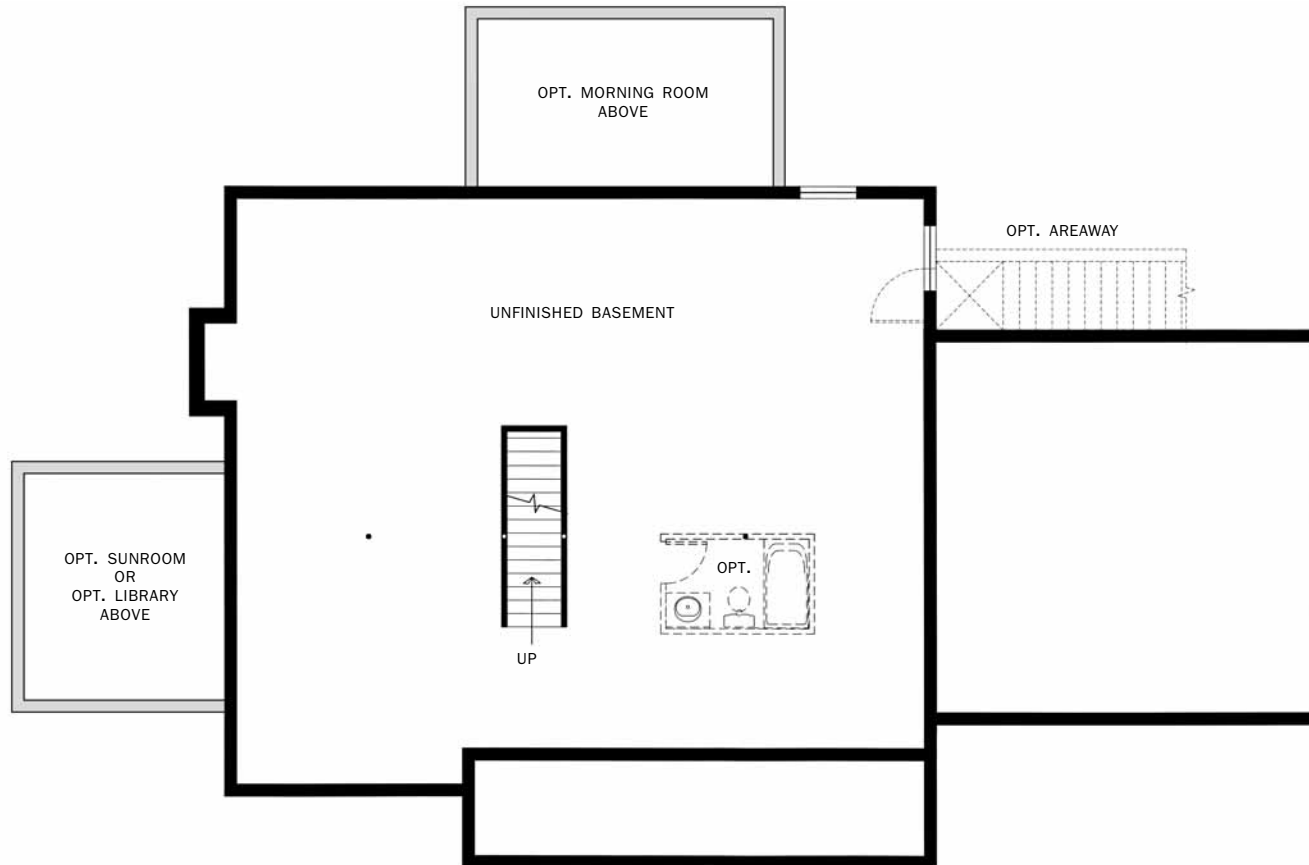 OPT. MORNING ROOM
ABOVE
OPT. AREAWAY
UNFINISHED BASEMENT
OPT. SUNROOM
OR
OPT. LIBRARY
ABOVE
OPT.
UP